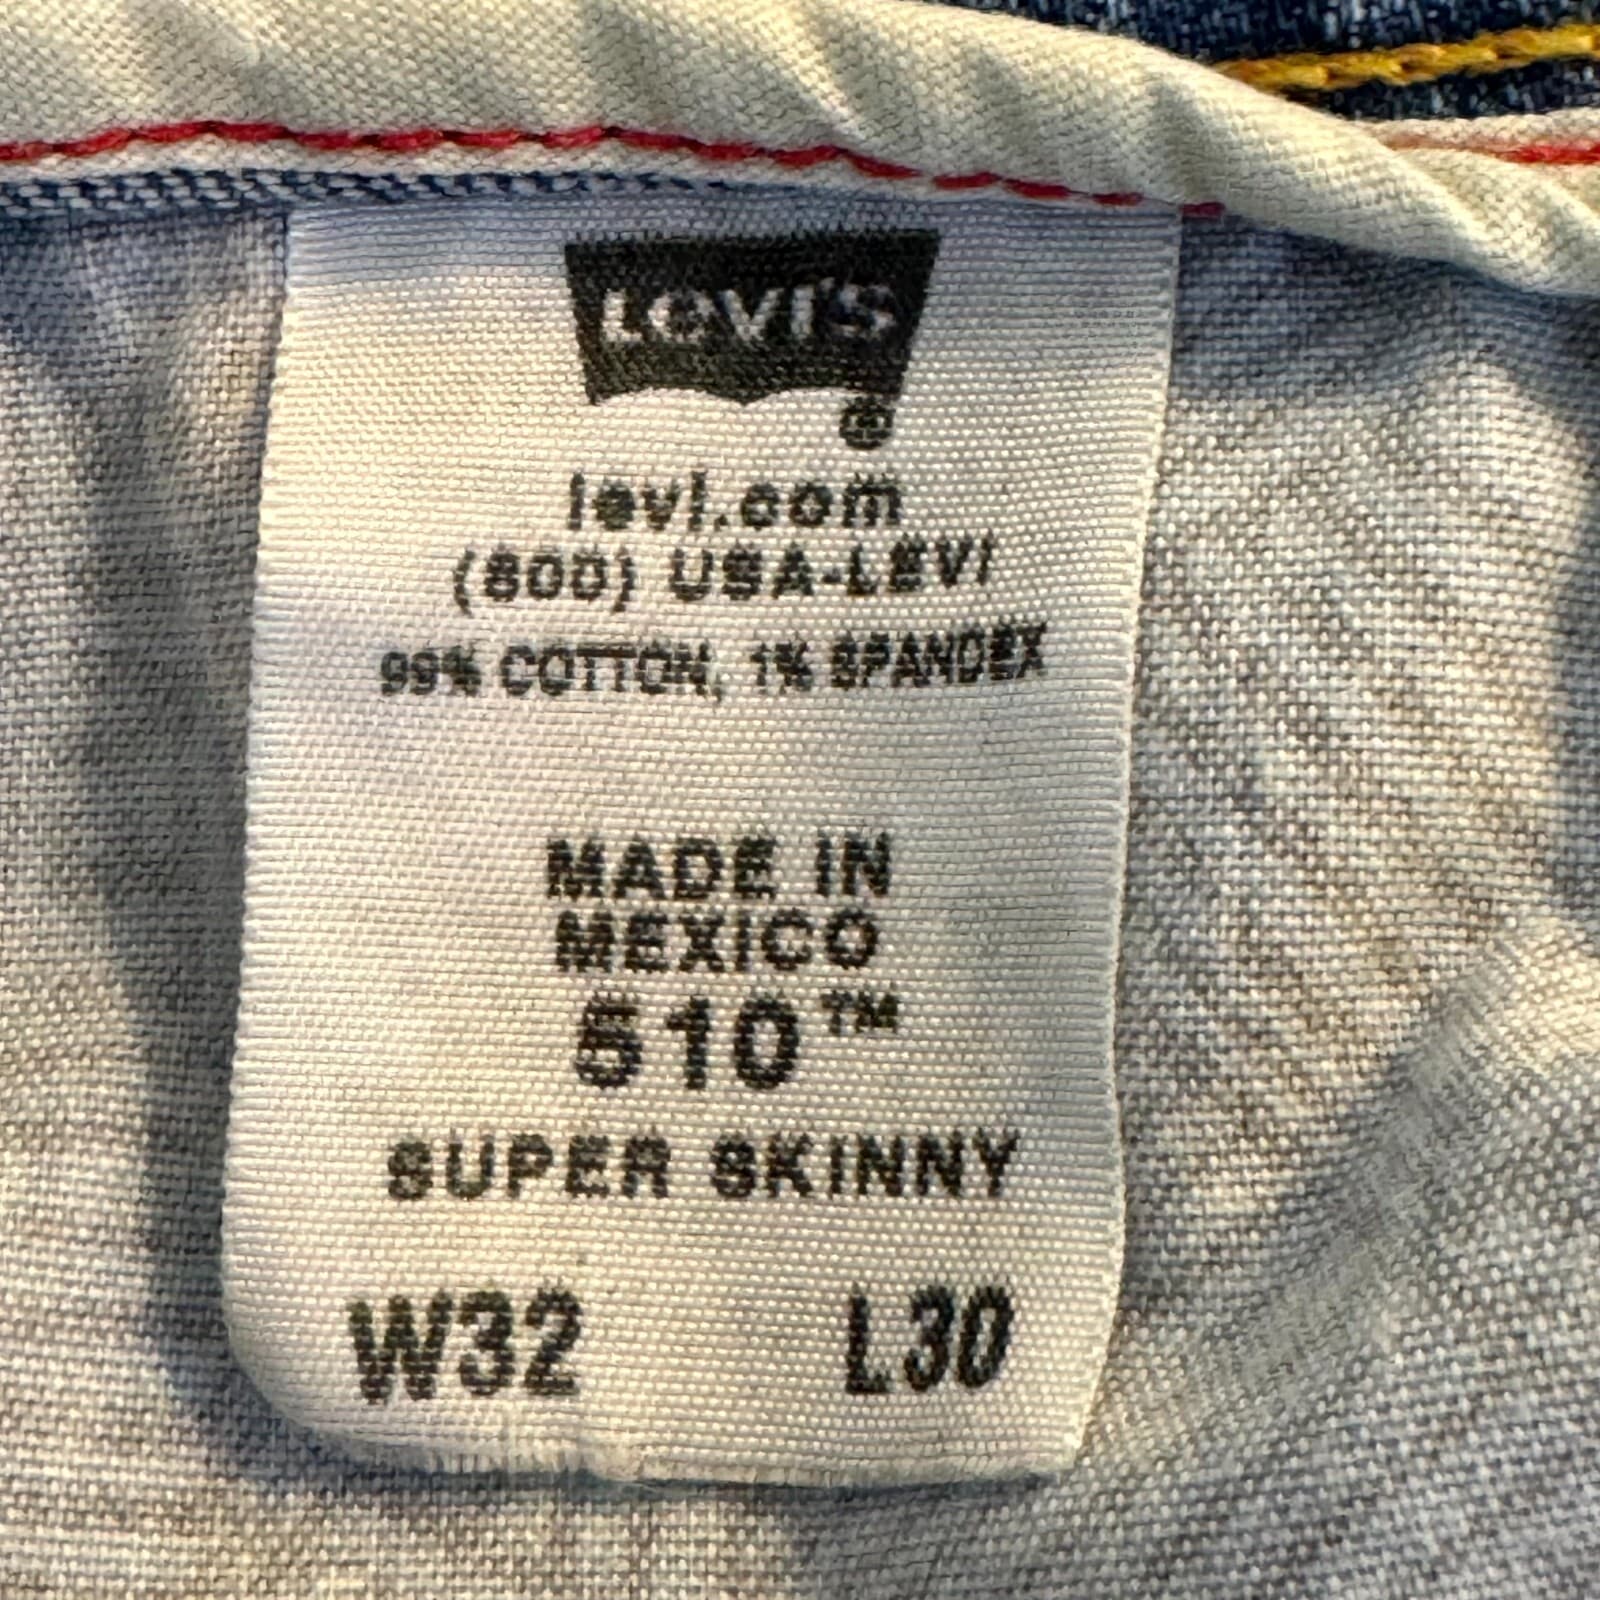 Levi's
®
levi.com
(800) USA-LEVI
99% COTTON, 1% SPANDEX
MADE IN
MEXICO
510™
SUPER SKINNY
W32 L30